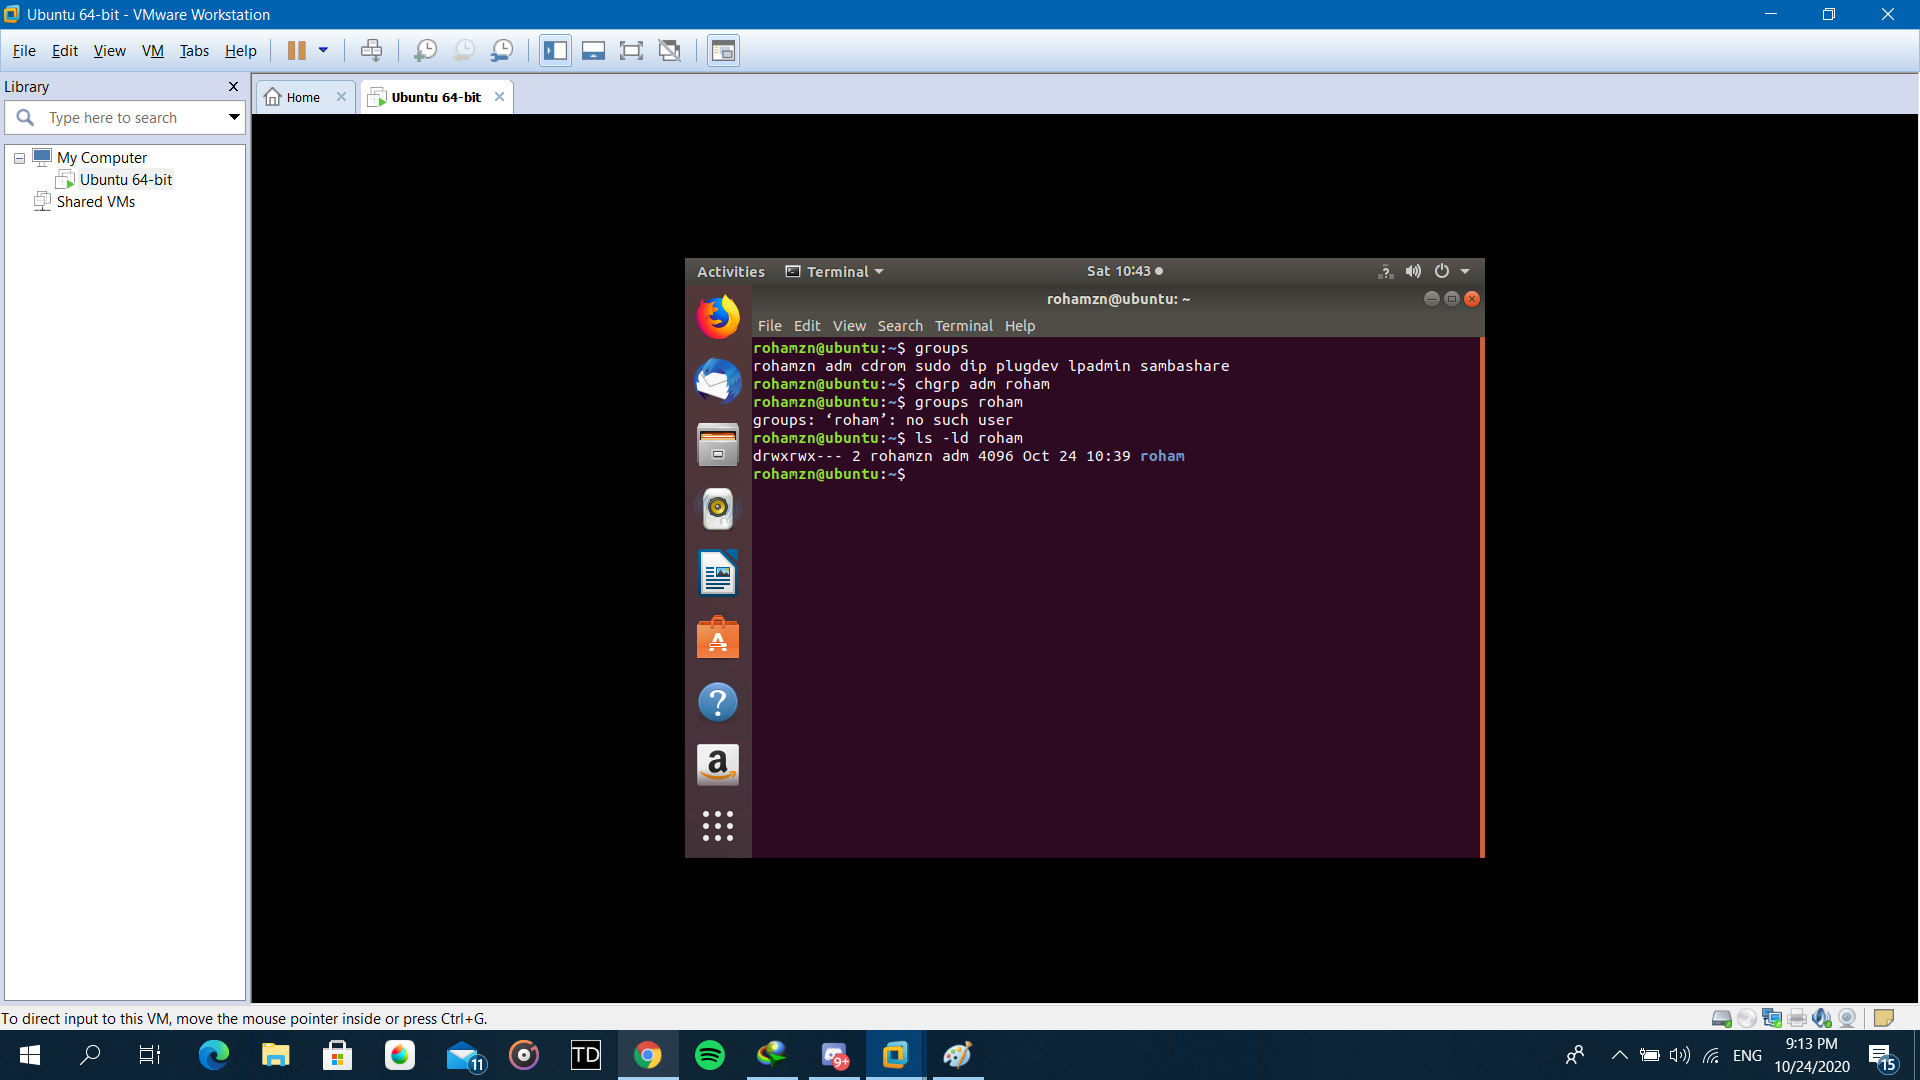 Ubuntu 64-bit - VMware Workstation
File Edit View VM Tabs Help
Library
Type here to search
My Computer
Ubuntu 64-bit
Shared VMs
Home
Ubuntu 64-bit
Activities Terminal Sat 10:43
rohamzn@ubuntu: ~
File Edit View Search Terminal Help
rohamzn@ubuntu:~$ groups
rohamzn adm cdrom sudo dip plugdev lpadmin sambashare
rohamzn@ubuntu:~$ chgrp adm roham
rohamzn@ubuntu:~$ groups roham
groups: ‘roham’: no such user
rohamzn@ubuntu:~$ ls -ld roham
drwxrwx--- 2 rohamzn adm 4096 Oct 24 10:39 roham
rohamzn@ubuntu:~$
To direct input to this VM, move the mouse pointer inside or press Ctrl+G.
11
TD
9+
ENG
9:13 PM
10/24/2020
15